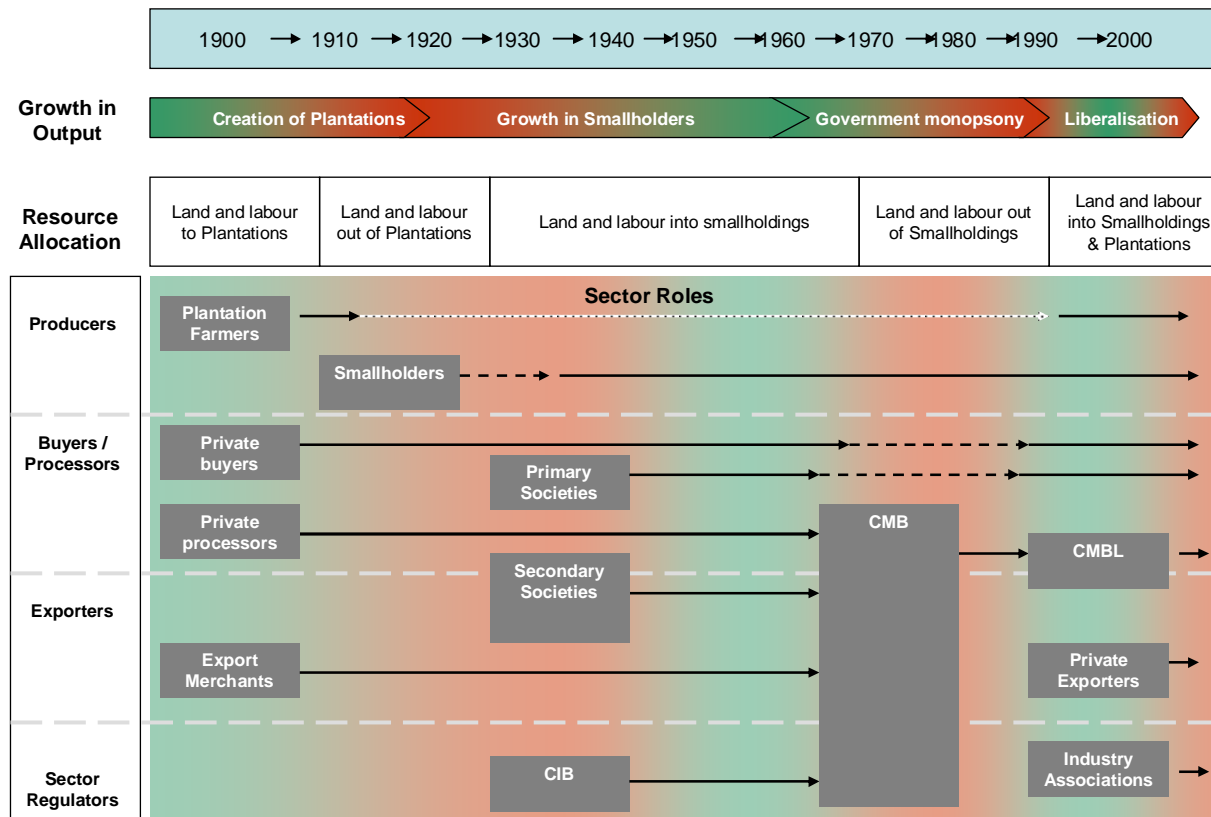 1900 1910 1920 1930 1940 1950 1960 1970 1980 1990 2000
Growth in
Output
Creation of Plantations Growth in Smallholders Government monopsony Liberalisation
Resource
Allocation
Land and labour
to Plantations
Land and labour
out of Plantations
Land and labour into smallholdings
Land and labour out
of Smallholdings
Land and labour
into Smallholdings
& Plantations
Sector Roles
Producers
Plantation
Farmers
Smallholders
Buyers /
Processors
Private
buyers
Primary
Societies
Private
processors
CMB
CMBL
Secondary
Societies
Exporters
Export
Merchants
Private
Exporters
Sector
Regulators
CIB
Industry
Associations